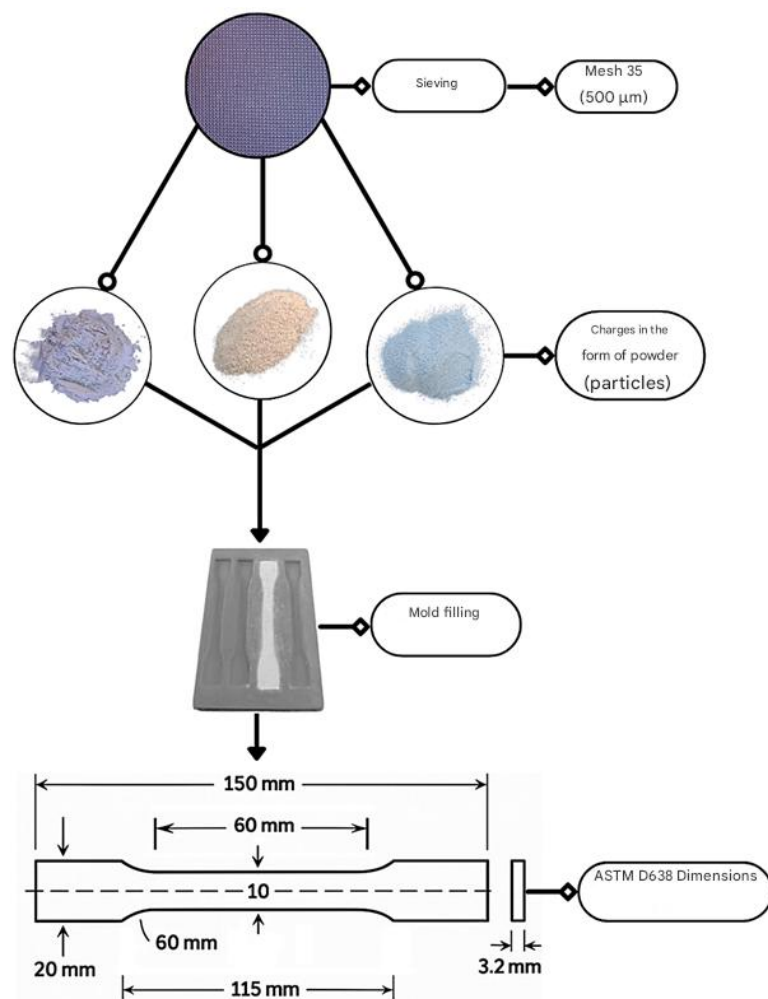 Sieving
Mesh 35
(500 µm)
Charges in the
form of powder
(particles)
Mold filling
150 mm
60 mm
10
ASTM D638 Dimensions
60 mm
20 mm
3.2 mm
115 mm